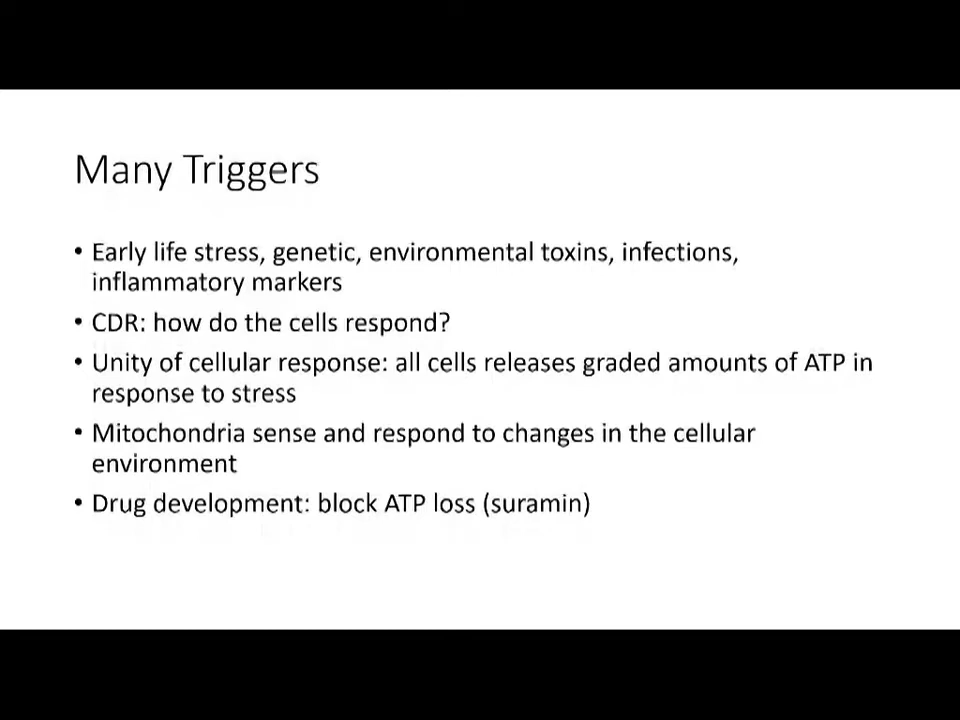 Many Triggers
• Early life stress, genetic, environmental toxins, infections,
inflammatory markers
• CDR: how do the cells respond?
• Unity of cellular response: all cells releases graded amounts of ATP in
response to stress
• Mitochondria sense and respond to changes in the cellular
environment
• Drug development: block ATP loss (suramin)